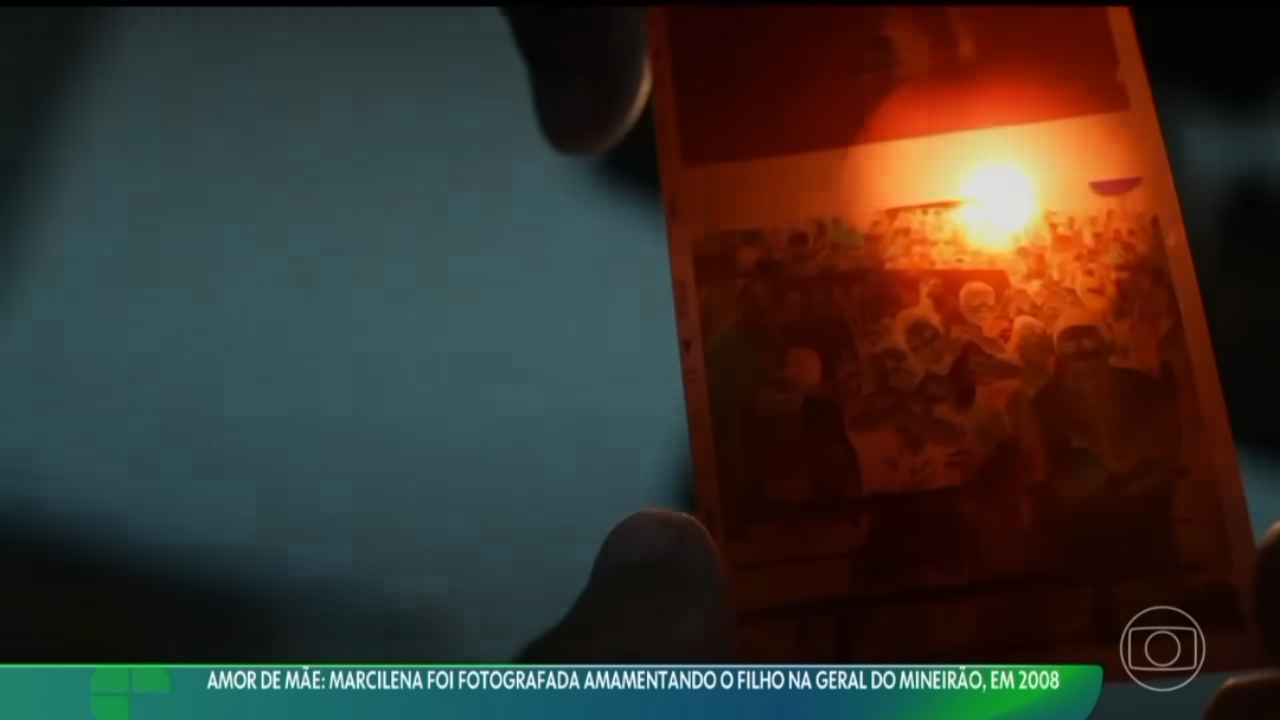 AMOR DE MÃE: MARCILENA FOI FOTOGRAFADA AMAMENTANDO O FILHO NA GERAL DO MINEIRÃO, EM 2008